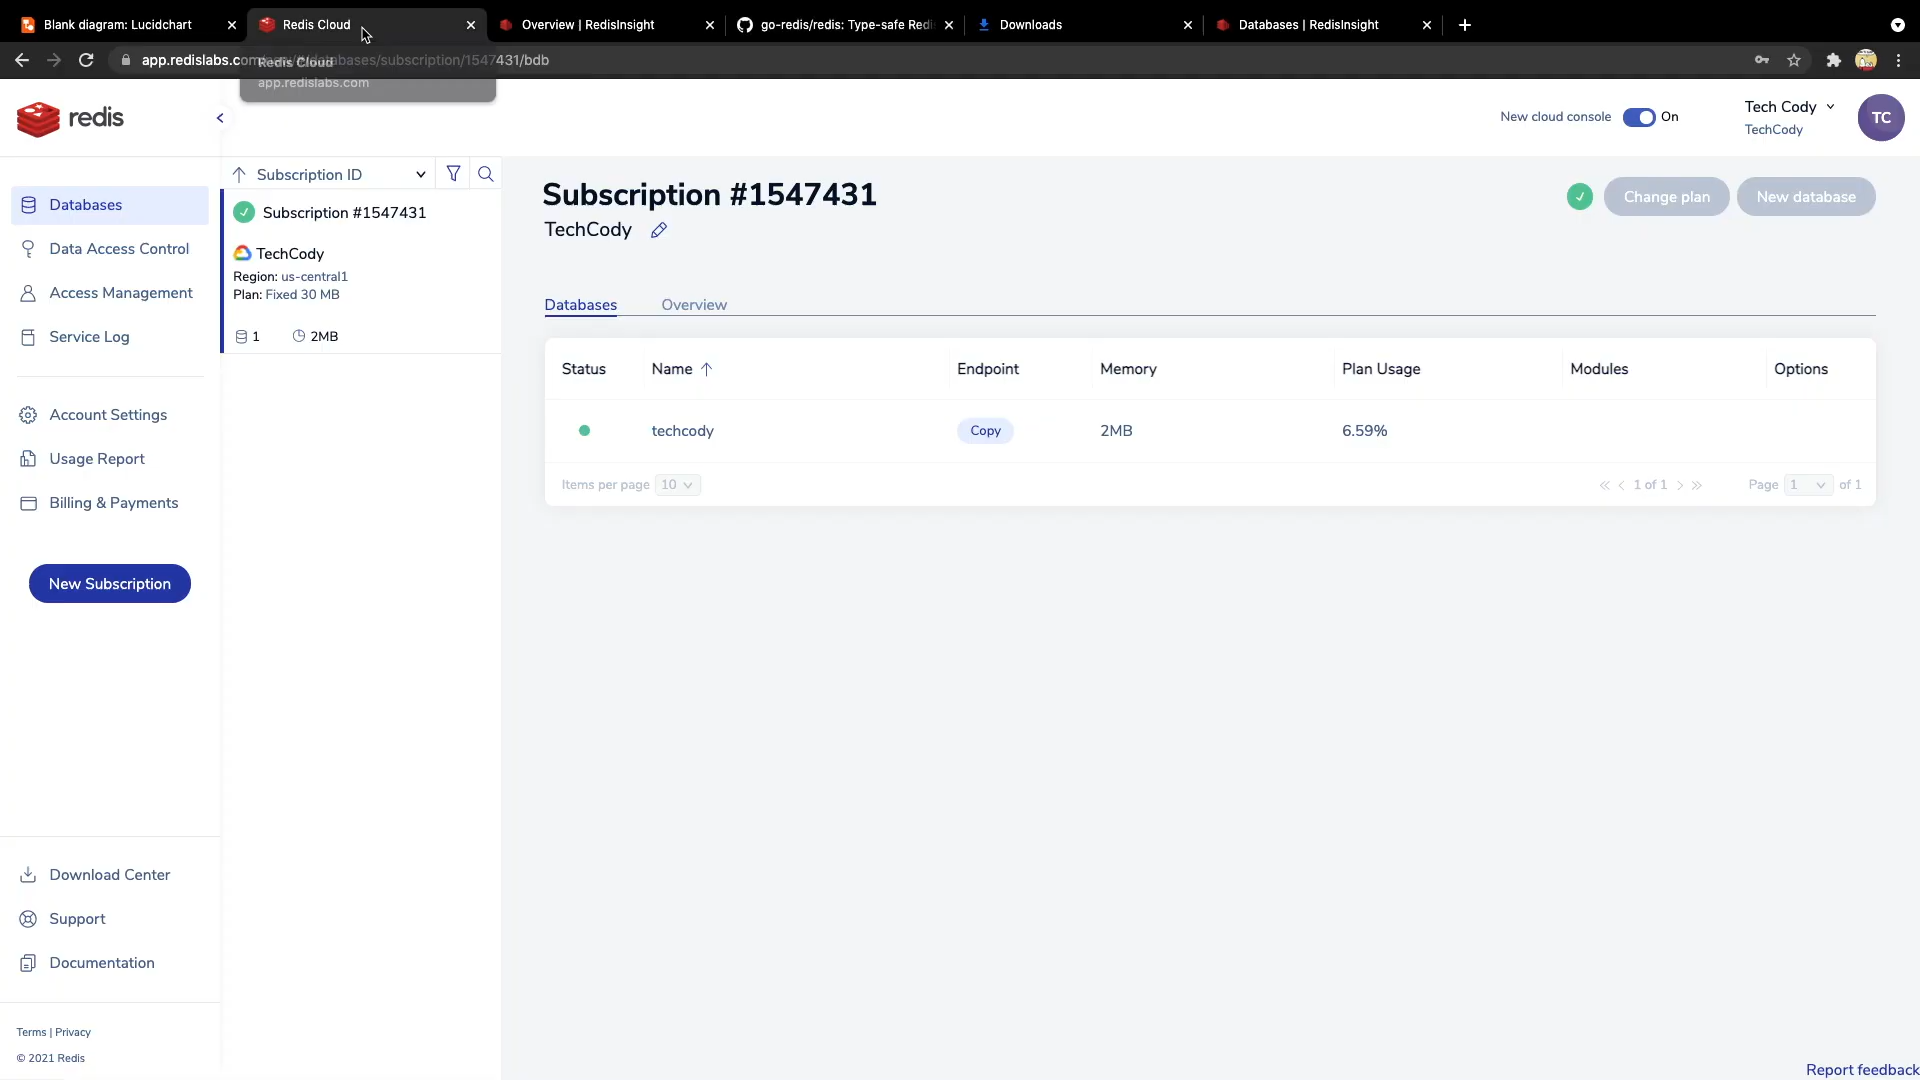 Blank diagram: Lucidchart
Redis Cloud
Overview | RedisInsight
go-redis/redis: Type-safe Redi
Downloads
Databases | RedisInsight
app.redislabs.com
Redis Cloud
abases/subscription/1547431/bdb
app.redislabs.com
redis
New cloud console
On
Tech Cody
TechCody
TC
Databases
Data Access Control
Access Management
Service Log
Account Settings
Usage Report
Billing & Payments
New Subscription
Download Center
Support
Documentation
Terms | Privacy
© 2021 Redis
Subscription ID
Subscription #1547431
TechCody
Region: us-central1
Plan: Fixed 30 MB
1 2MB
Subscription #1547431
TechCody
Change plan
New database
Databases Overview
Status Name Endpoint Memory Plan Usage Modules Options
techcody Copy 2MB 6.59%
Items per page 10
1 of 1
Page 1 of 1
Report feedback